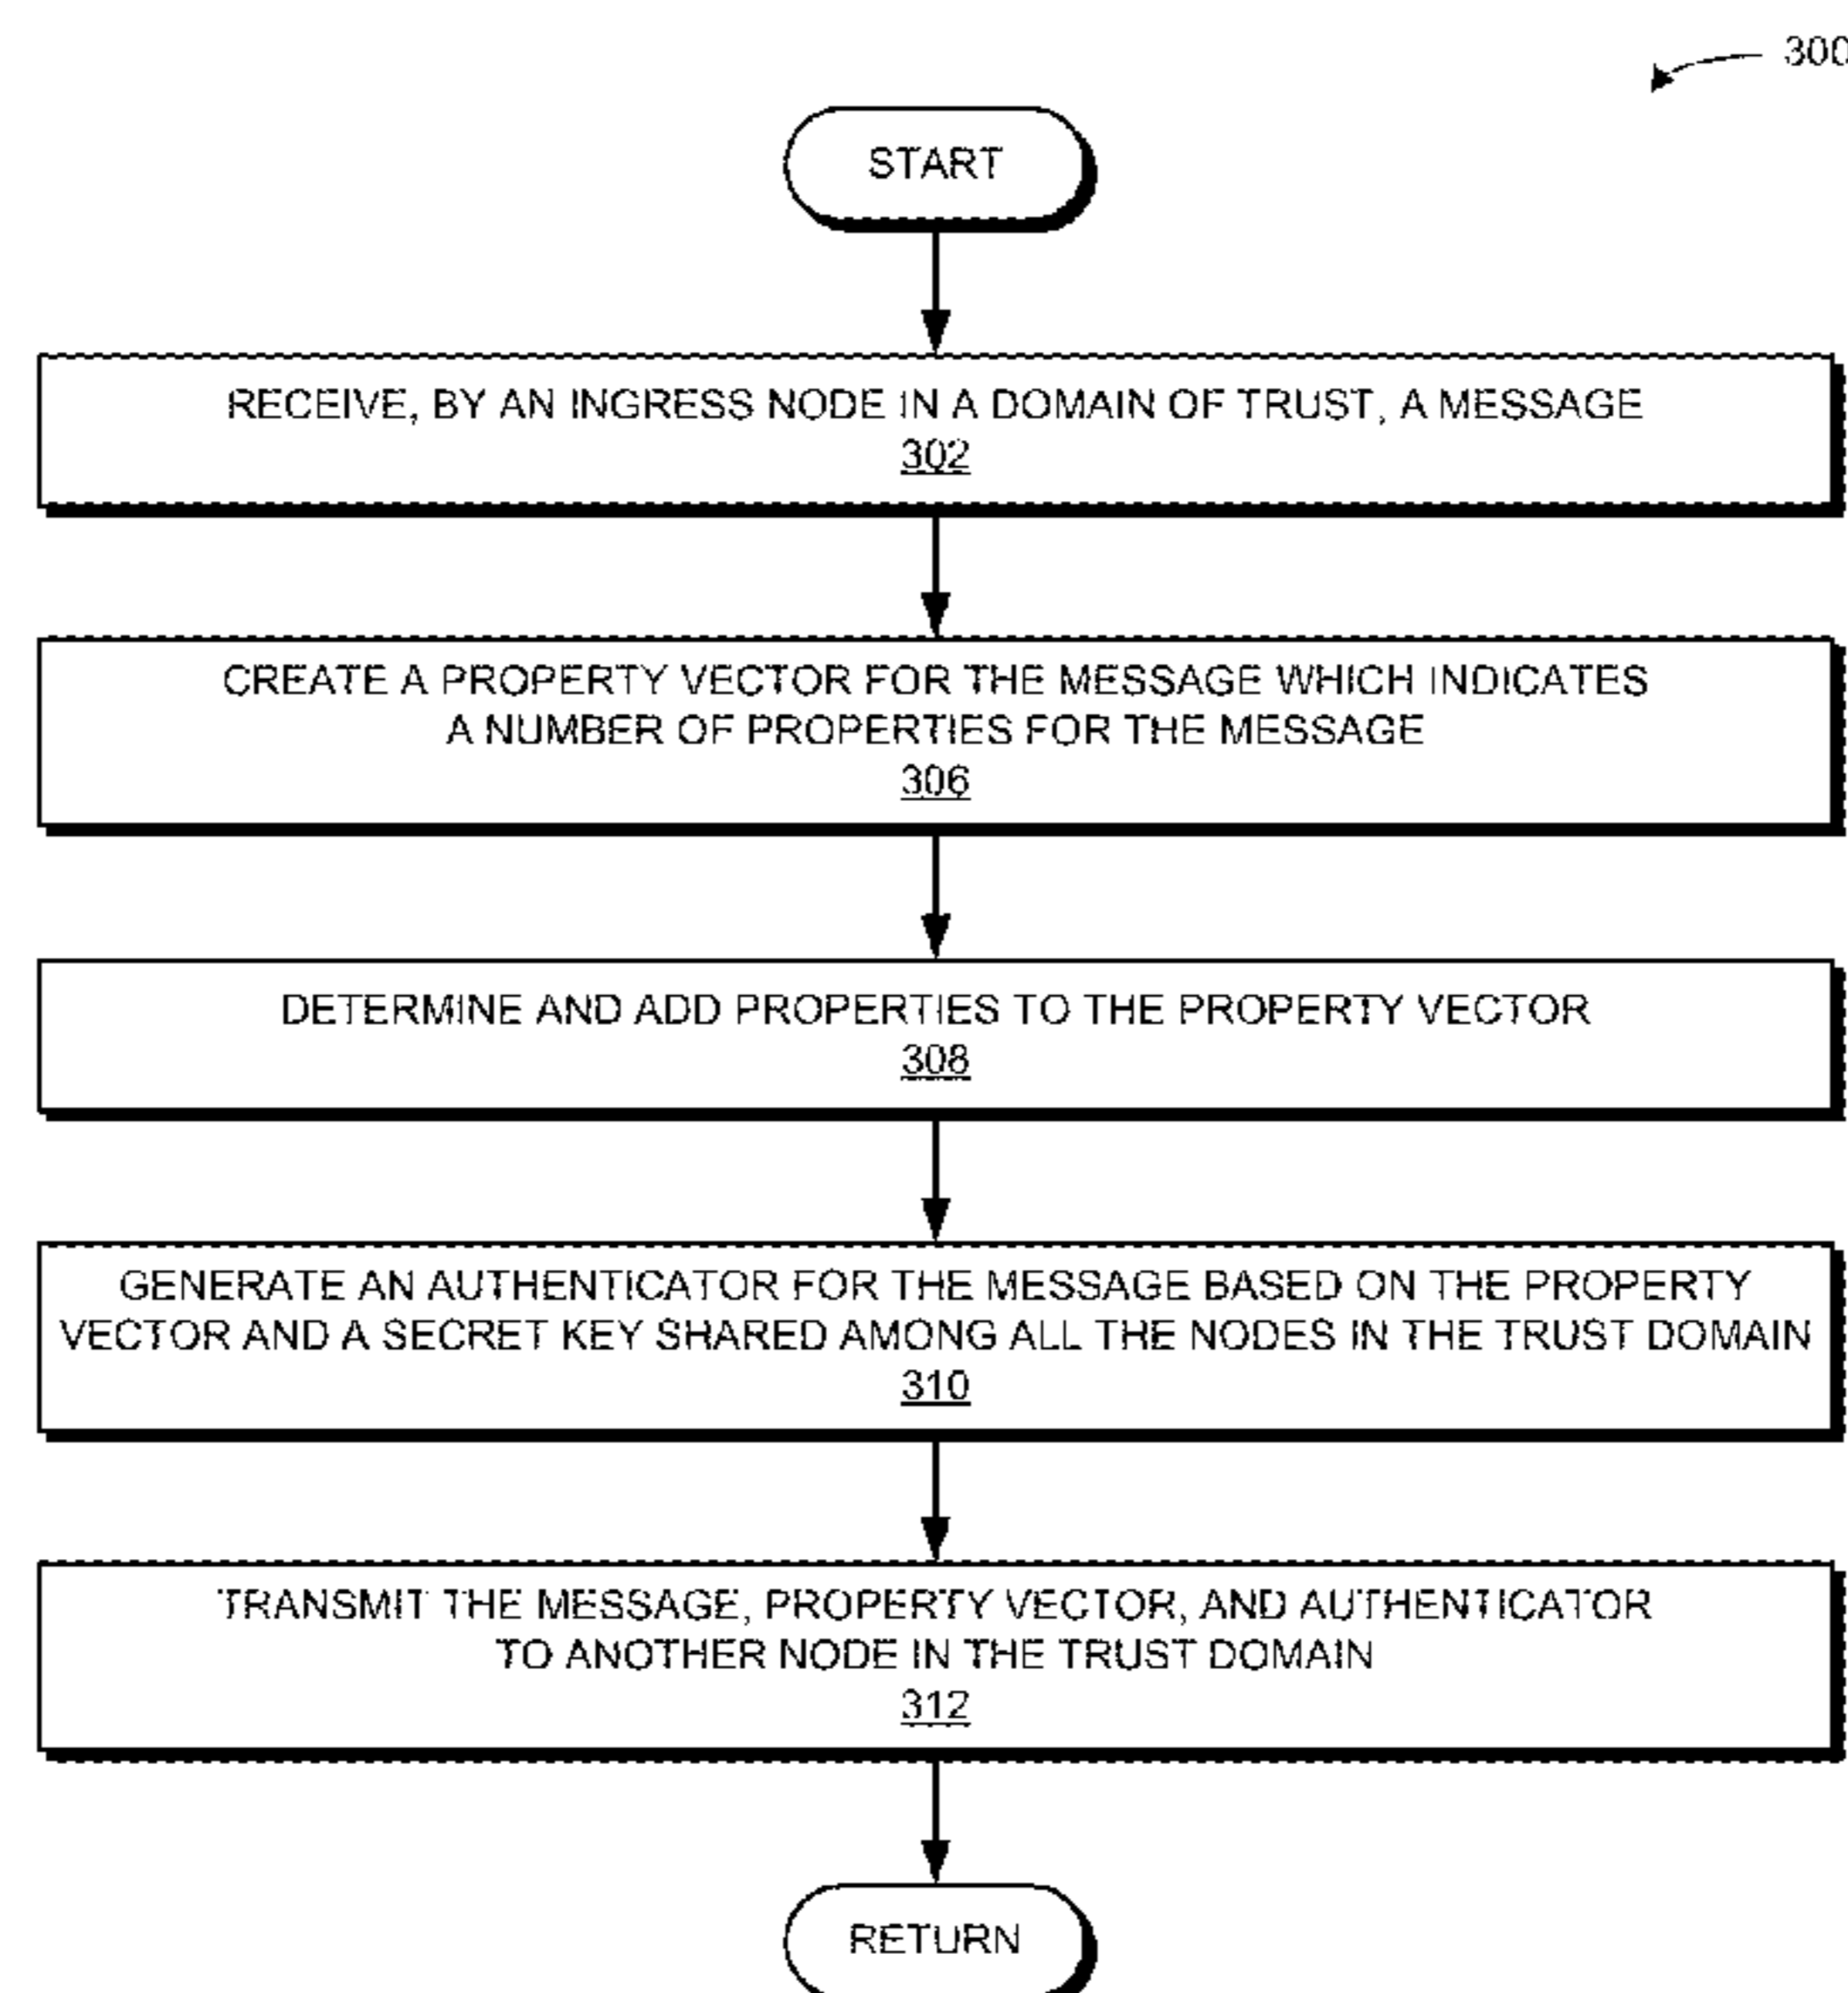 300
START
RECEIVE, BY AN INGRESS NODE IN A DOMAIN OF TRUST, A MESSAGE
302
CREATE A PROPERTY VECTOR FOR THE MESSAGE WHICH INDICATES
A NUMBER OF PROPERTIES FOR THE MESSAGE
306
DETERMINE AND ADD PROPERTIES TO THE PROPERTY VECTOR
308
GENERATE AN AUTHENTICATOR FOR THE MESSAGE BASED ON THE PROPERTY
VECTOR AND A SECRET KEY SHARED AMONG ALL THE NODES IN THE TRUST DOMAIN
310
TRANSMIT THE MESSAGE, PROPERTY VECTOR, AND AUTHENTICATOR
TO ANOTHER NODE IN THE TRUST DOMAIN
312
RETURN